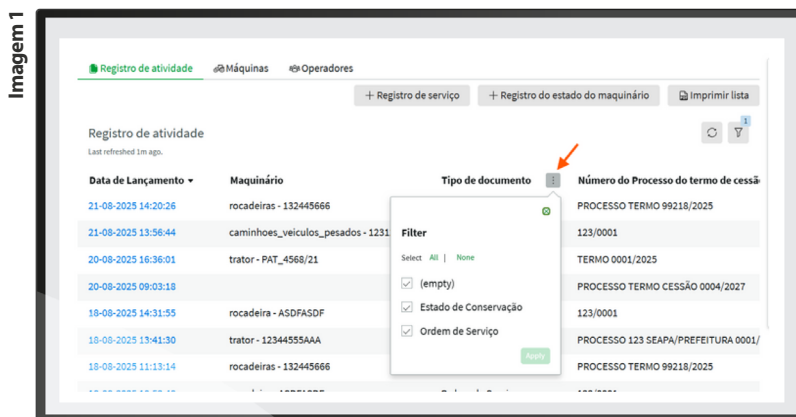 Imagem 1
Registro de atividade Máquinas Operadores
+ Registro de serviço + Registro do estado do maquinário Imprimir lista
Registro de atividade
1
Last refreshed 1m ago.
Data de Lançamento Maquinário Tipo de documento Número do Processo do termo de cessã
21-08-2025 14:20:26 rocadeiras - 132445666 PROCESSO TERMO 99218/2025
21-08-2025 13:56:44 caminhoes_veiculos_pesados - 1231 123/0001
20-08-2025 16:36:01 trator - PAT_4568/21 TERMO 0001/2025
20-08-2025 09:03:18 PROCESSO TERMO CESSÃO 0004/2027
18-08-2025 14:31:55 rocadeira - ASDFASDF 123/0001
18-08-2025 13:41:30 trator - 12344555AAA PROCESSO 123 SEAPA/PREFEITURA 0001/
18-08-2025 11:13:14 rocadeiras - 132445666 PROCESSO TERMO 99218/2025
Filter
Select All | None
(empty)
Estado de Conservação
Ordem de Serviço
Apply